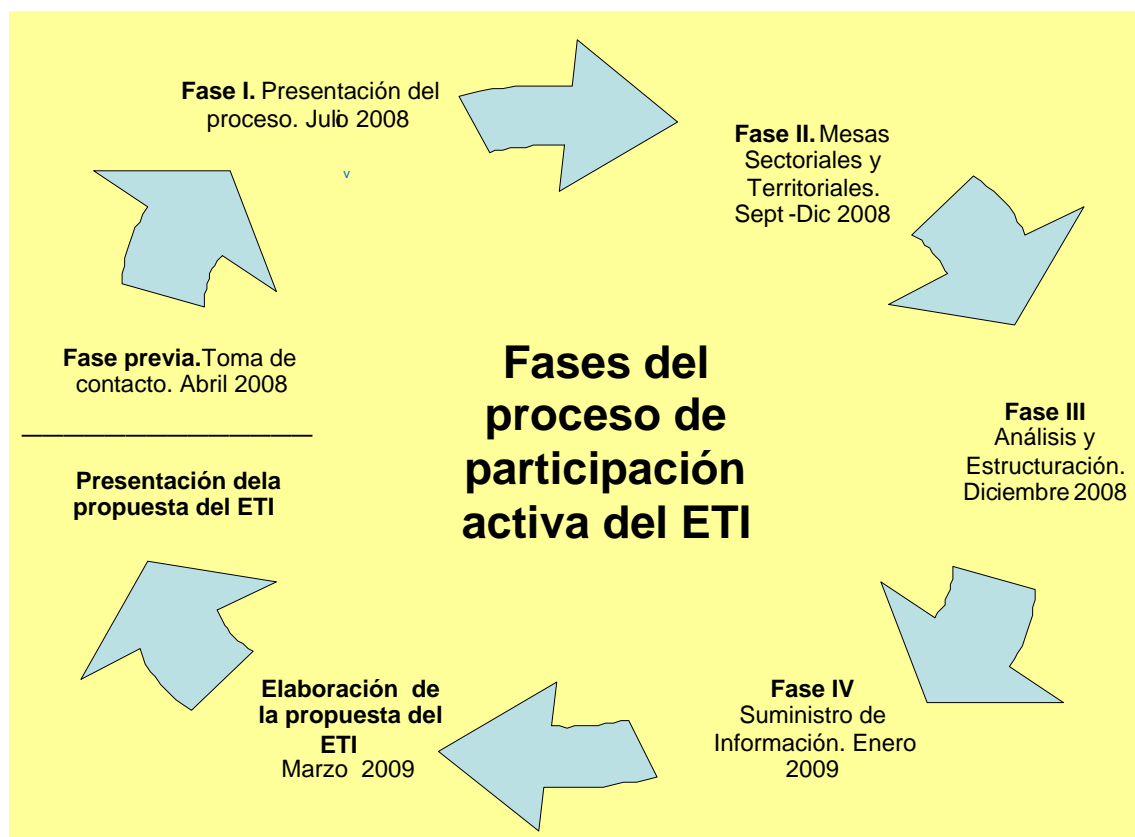 Fase I. Presentación del
proceso. Julio 2008
v
Fase II. Mesas
Sectoriales y
Territoriales.
Sept -Dic 2008
Fase III
Análisis y
Estructuración.
Diciembre 2008
Fase IV
Suministro de
Información. Enero
2009
Elaboración de
la propuesta del
ETI
Marzo 2009
Presentación dela
propuesta del ETI
Fase previa.Toma de
contacto. Abril 2008
Fases del
proceso de
participación
activa del ETI